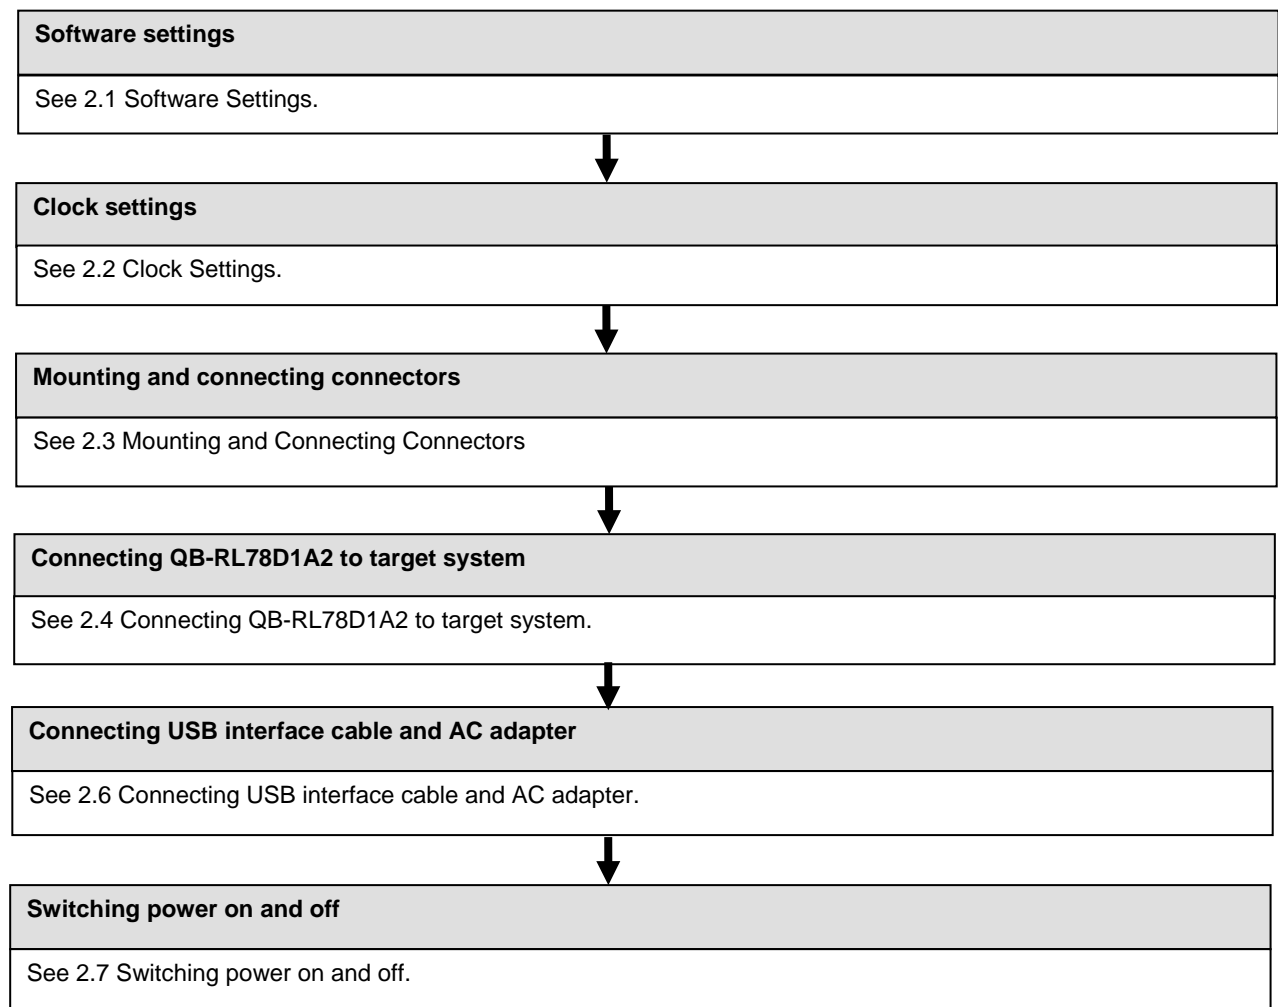 Software settings
See 2.1 Software Settings.
Clock settings
See 2.2 Clock Settings.
Mounting and connecting connectors
See 2.3 Mounting and Connecting Connectors
Connecting QB-RL78D1A2 to target system
See 2.4 Connecting QB-RL78D1A2 to target system.
Connecting USB interface cable and AC adapter
See 2.6 Connecting USB interface cable and AC adapter.
Switching power on and off
See 2.7 Switching power on and off.